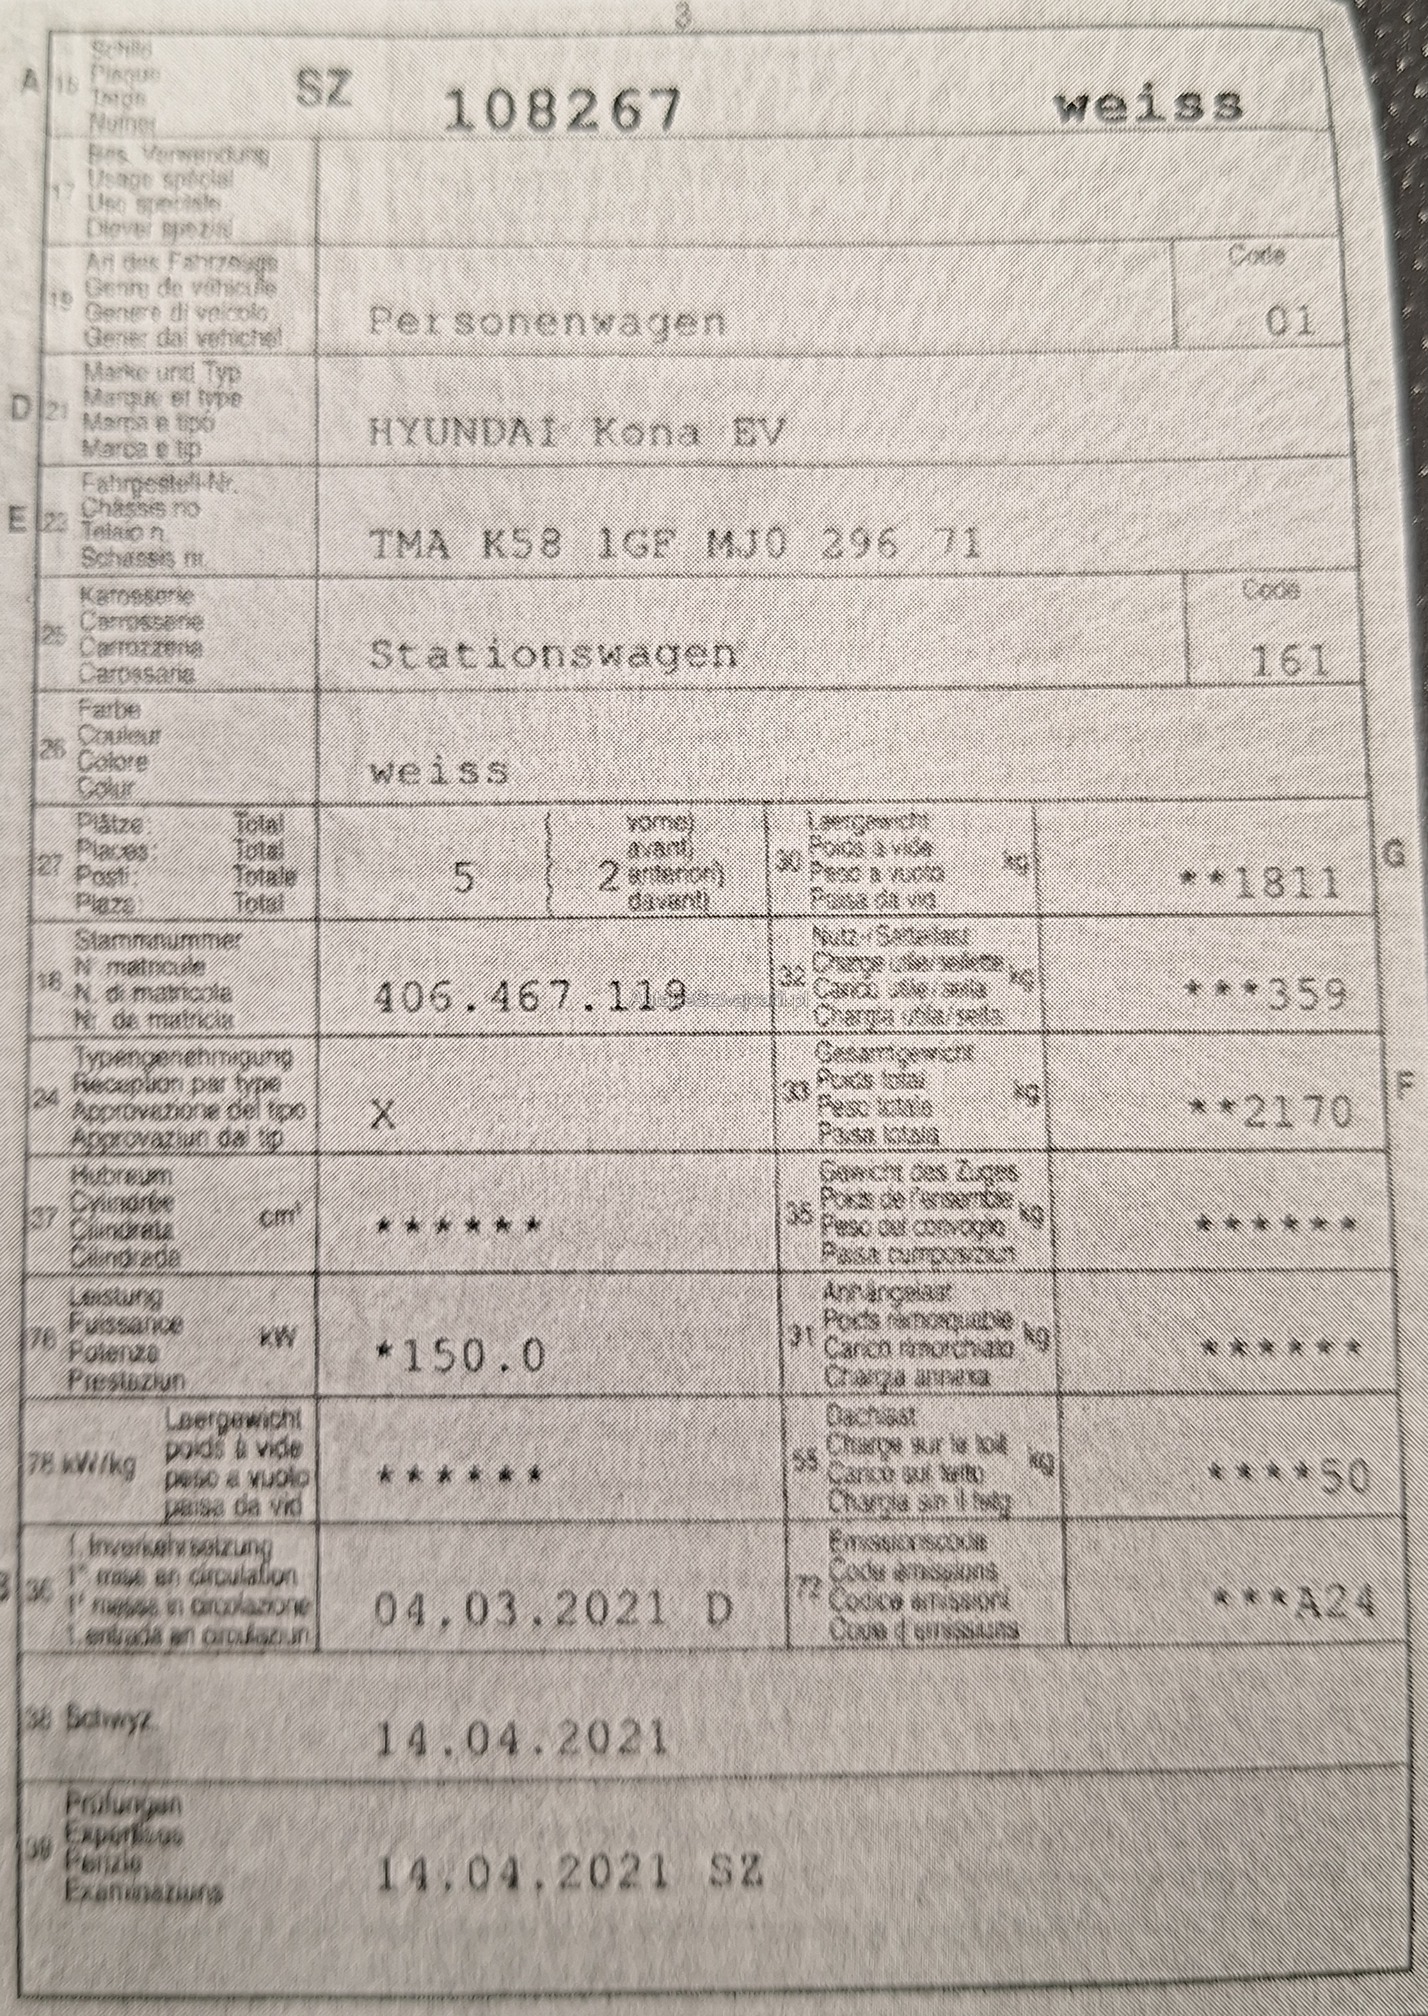 3
A 15 Schild SZ 108267 weiss
Plaque
Targa
Numer
17 Bes. Verwendung
Usage spécial
Uso speciale
Diever spezial
19 Art des Fahrzeugs Code
Genre de véhicule
Genere di veicolo Personenwagen 01
Gener dal vehichel
D 21 Marke und Typ
Marque et type
Marca e tipo HYUNDAI Kona EV
Marca e tip
E 23 Fahrgestell-Nr.
Châssis no
Telaio n. TMA K58 1GF MJ0 296 71
Schassis nr.
25 Karosserie Code
Carrosserie
Carrozzeria Stationswagen 161
Carossaria
26 Farbe
Couleur
Colore weiss
Colur
27 Plätze: Total vorne) 30 Leergewicht kg G
Places: Total avant) Poids à vide
Posti: Totale 5 2 anteriori) Peso a vuoto **1811
Plazs: Total davant) Paisa da vid
18 Stammnummer 32 Nutz-/Sattellast kg
N° matricule Charge utile/sellette
N. di matricola 406.467.119 Carico utile/sella ***359
Nr. da matricla Chargia utila/sella
24 Typengenehmigung 33 Gesamtgewicht kg F
Réception par type Poids total
Approvazione del tipo X Peso totale **2170
Approvaziun dal tip Paisa totala
37 Hubraum cm³ 35 Gewicht des Zuges kg
Cylindrée Poids de l'ensemble
Cilindrata ****** Peso del convoglio ******
Cilindrada Paisa cumposiziun
76 Leistung kW 31 Anhängelast kg
Puissance Poids remorquable
Potenza *150.0 Carico rimorchiato ******
Prestaziun Chargia annexa
78 kW/kg Leergewicht 55 Dachlast kg
poids à vide Charge sur le toit
peso a vuoto ****** Carico sul tetto ****50
paisa da vid Chargia sin il tetg
36 1. Inverkehrsetzung 72 Emissionscode
1re mise en circulation Code émissions
1a messa in circolazione 04.03.2021 D Codice emissioni ***A24
1. entrada en circulaziun Code d'emissiuns
38 Schwyz, 14.04.2021
39 Prüfungen
Expertises
Perizie 14.04.2021 SZ
Examinaziuns